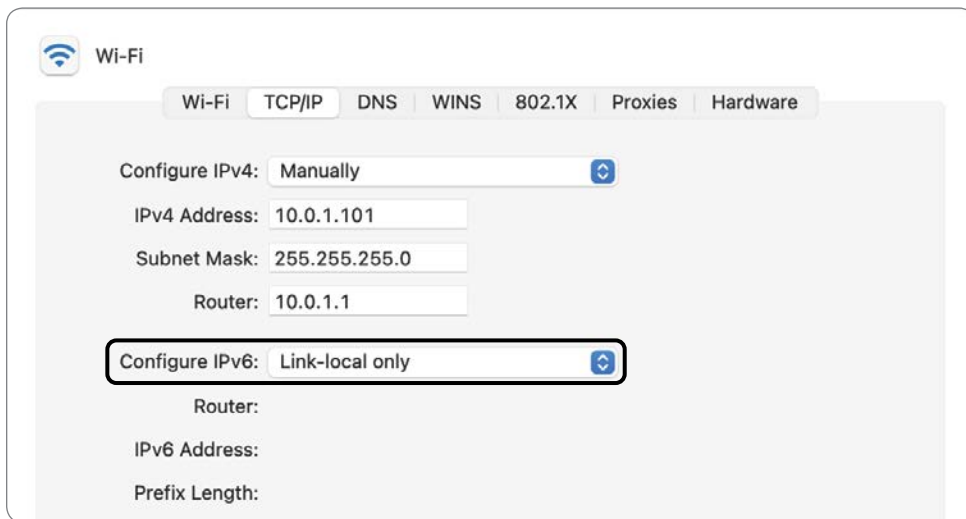 Wi-Fi
Wi-Fi TCP/IP DNS WINS 802.1X Proxies Hardware
Configure IPv4: Manually
IPv4 Address: 10.0.1.101
Subnet Mask: 255.255.255.0
Router: 10.0.1.1
Configure IPv6: Link-local only
Router:
IPv6 Address:
Prefix Length: